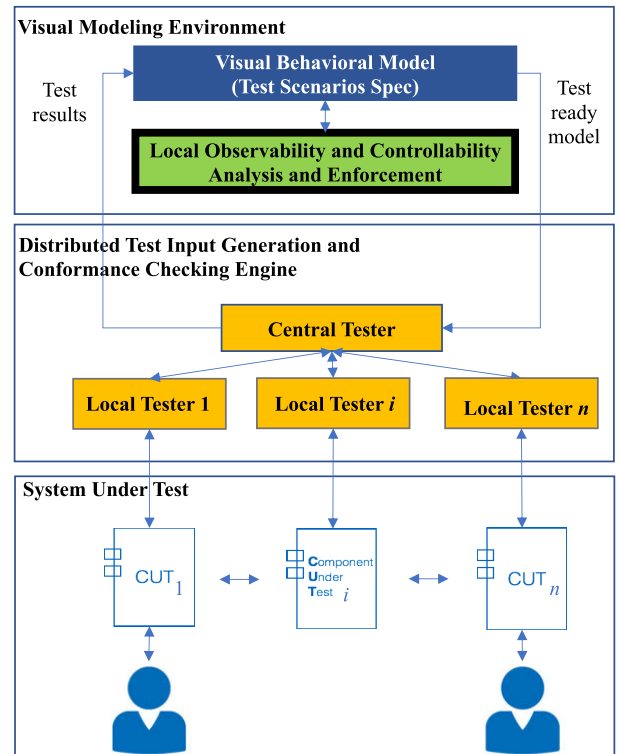 Visual Modeling Environment
Visual Behavioral Model
(Test Scenarios Spec)
Test
results
Test
ready
model
Local Observability and Controllability
Analysis and Enforcement
Distributed Test Input Generation and
Conformance Checking Engine
Central Tester
Local Tester 1
Local Tester i
Local Tester n
System Under Test
CUT1
Component
Under
Test i
CUTn